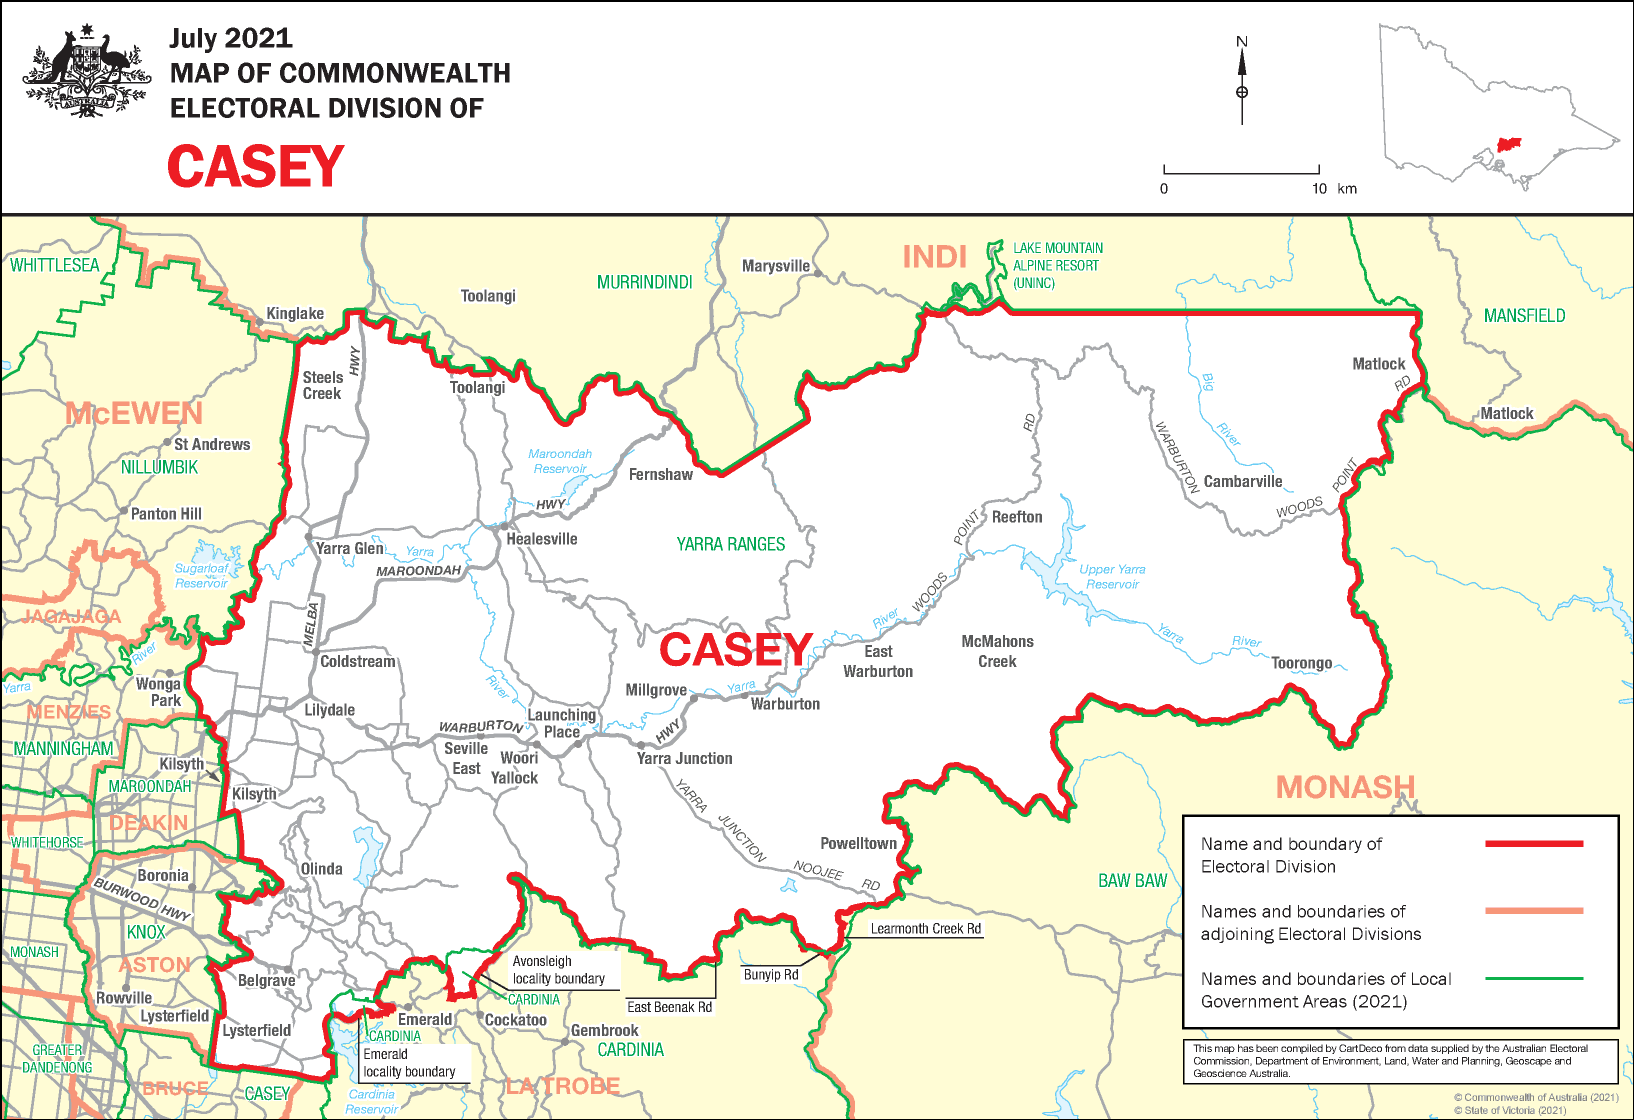 July 2021
MAP OF COMMONWEALTH
ELECTORAL DIVISION OF
CASEY
AUSTRALIA
N
0 10 km
WHITTLESEA
Kinglake
Toolangi
MURRINDINDI
Marysville
INDI
LAKE MOUNTAIN
ALPINE RESORT
(UNINC)
MANSFIELD
Matlock
RD
Matlock
Steels
Creek
HWY
Toolangi
McEWEN
St Andrews
NILLUMBIK
Panton Hill
Maroondah
Reservoir
Fernshaw
HWY
RD
Big
River
WARBURTON
Cambarville
WOODS
POINT
Reefton
POINT
WOODS
Healesville
YARRA RANGES
Yarra Glen
Yarra
MAROONDAH
Sugarloaf
Reservoir
Upper Yarra
Reservoir
JAGAJAGA
River
Yarra
MELBA
CASEY
River
East
Warburton
McMahons
Creek
Yarra
River
Toorongo
Coldstream
Wonga
Park
River
Millgrove
Yarra
Warburton
MENZIES
Lilydale
Launching
Place
WARBURTON
HWY
MANNINGHAM
Kilsyth
Seville
East
Woori
Yallock
Yarra Junction
MAROONDAH
Kilsyth
YARRA
JUNCTION
NOOJEE
RD
MONASH
DEAKIN
WHITEHORSE
Powelltown
Boronia
Olinda
BURWOOD HWY
KNOX
BAW BAW
MONASH
ASTON
Learmonth Creek Rd
Avonsleigh
locality boundary
Bunyip Rd
Belgrave
CARDINIA
East Beenak Rd
Rowville
Lysterfield
Lysterfield
Emerald
Cockatoo
Gembrook
CARDINIA
CARDINIA
GREATER
DANDENONG
Emerald
locality boundary
BRUCE
CASEY
Cardinia
Reservoir
LA TROBE
Name and boundary of
Electoral Division
Names and boundaries of
adjoining Electoral Divisions
Names and boundaries of Local
Government Areas (2021)
This map has been compiled by CartDeco from data supplied by the Australian Electoral
Commission, Department of Environment, Land, Water and Planning, Geoscape and
Geoscience Australia.
© Commonwealth of Australia (2021)
© State of Victoria (2021)